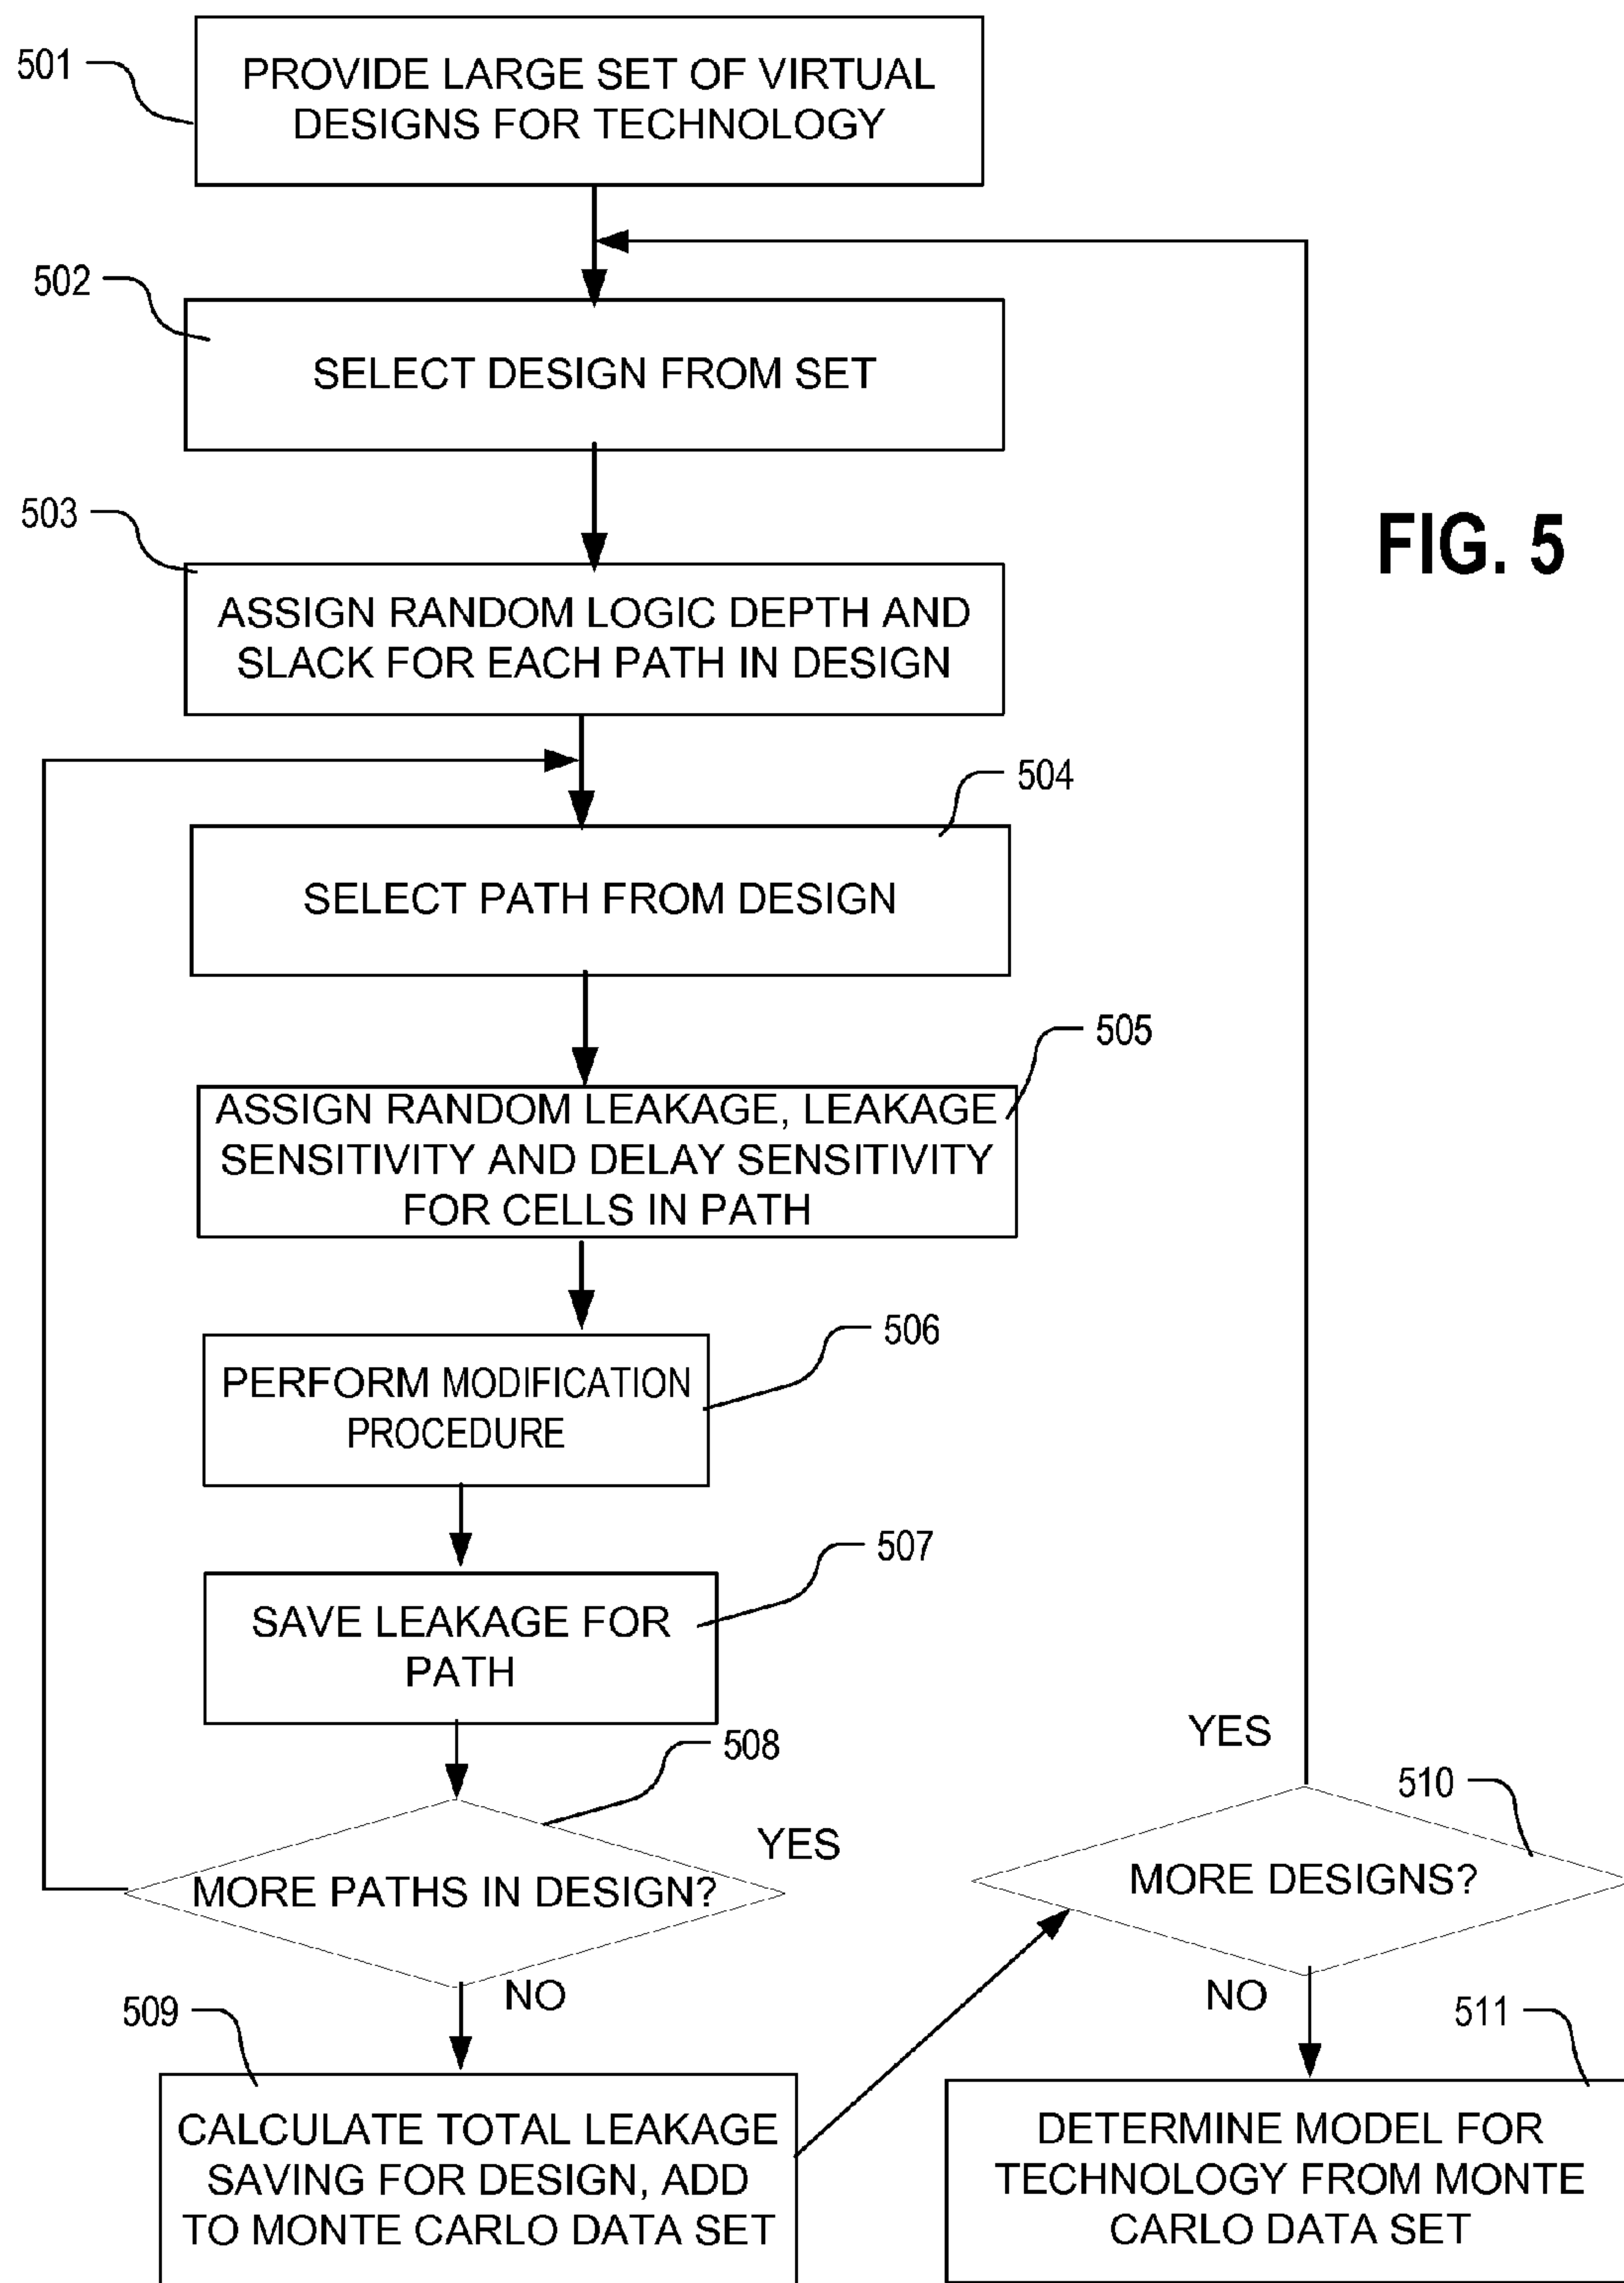 501
PROVIDE LARGE SET OF VIRTUAL
DESIGNS FOR TECHNOLOGY
502
SELECT DESIGN FROM SET
503
ASSIGN RANDOM LOGIC DEPTH AND
SLACK FOR EACH PATH IN DESIGN
FIG. 5
504
SELECT PATH FROM DESIGN
505
ASSIGN RANDOM LEAKAGE, LEAKAGE
SENSITIVITY AND DELAY SENSITIVITY
FOR CELLS IN PATH
506
PERFORM MODIFICATION
PROCEDURE
507
SAVE LEAKAGE FOR
PATH
508
MORE PATHS IN DESIGN?
YES
NO
509
CALCULATE TOTAL LEAKAGE
SAVING FOR DESIGN, ADD
TO MONTE CARLO DATA SET
YES
510
MORE DESIGNS?
NO
511
DETERMINE MODEL FOR
TECHNOLOGY FROM MONTE
CARLO DATA SET